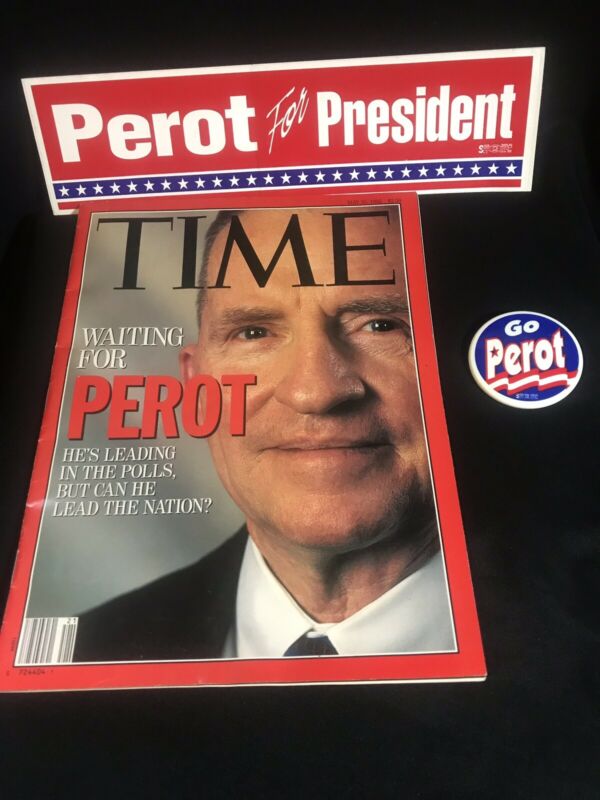 Perot For President
TIME
WAITING
FOR
PEROT
HE'S LEADING
IN THE POLLS,
BUT CAN HE
LEAD THE NATION?
GO
Perot